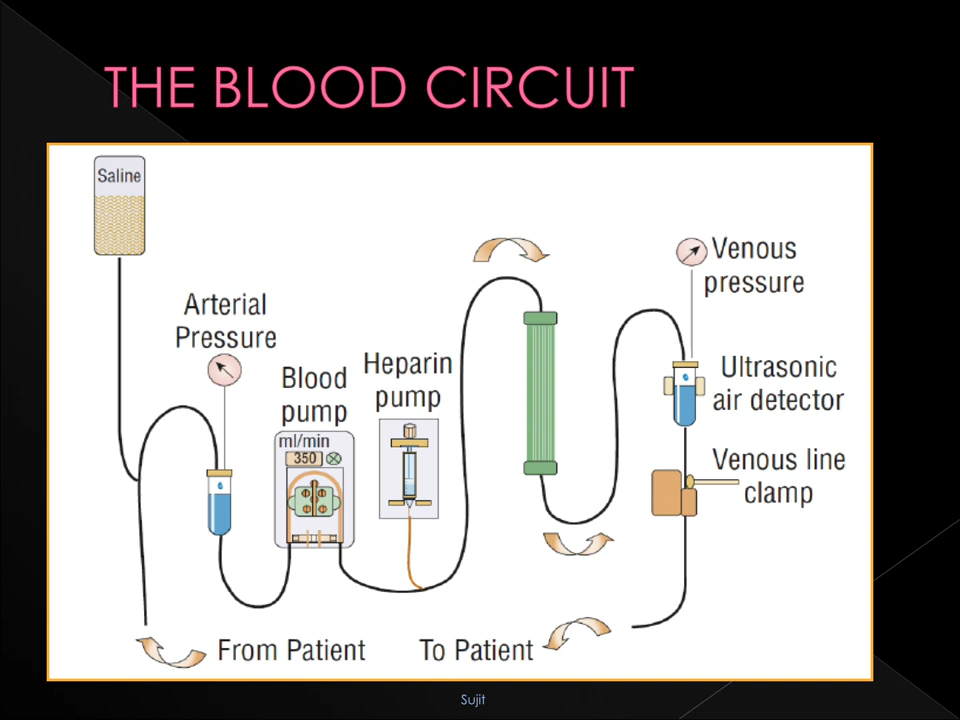 THE BLOOD CIRCUIT
Saline
Arterial
Pressure
Blood
pump
ml/min
350
Heparin
pump
Venous
pressure
Ultrasonic
air detector
Venous line
clamp
From Patient
To Patient
Sujit